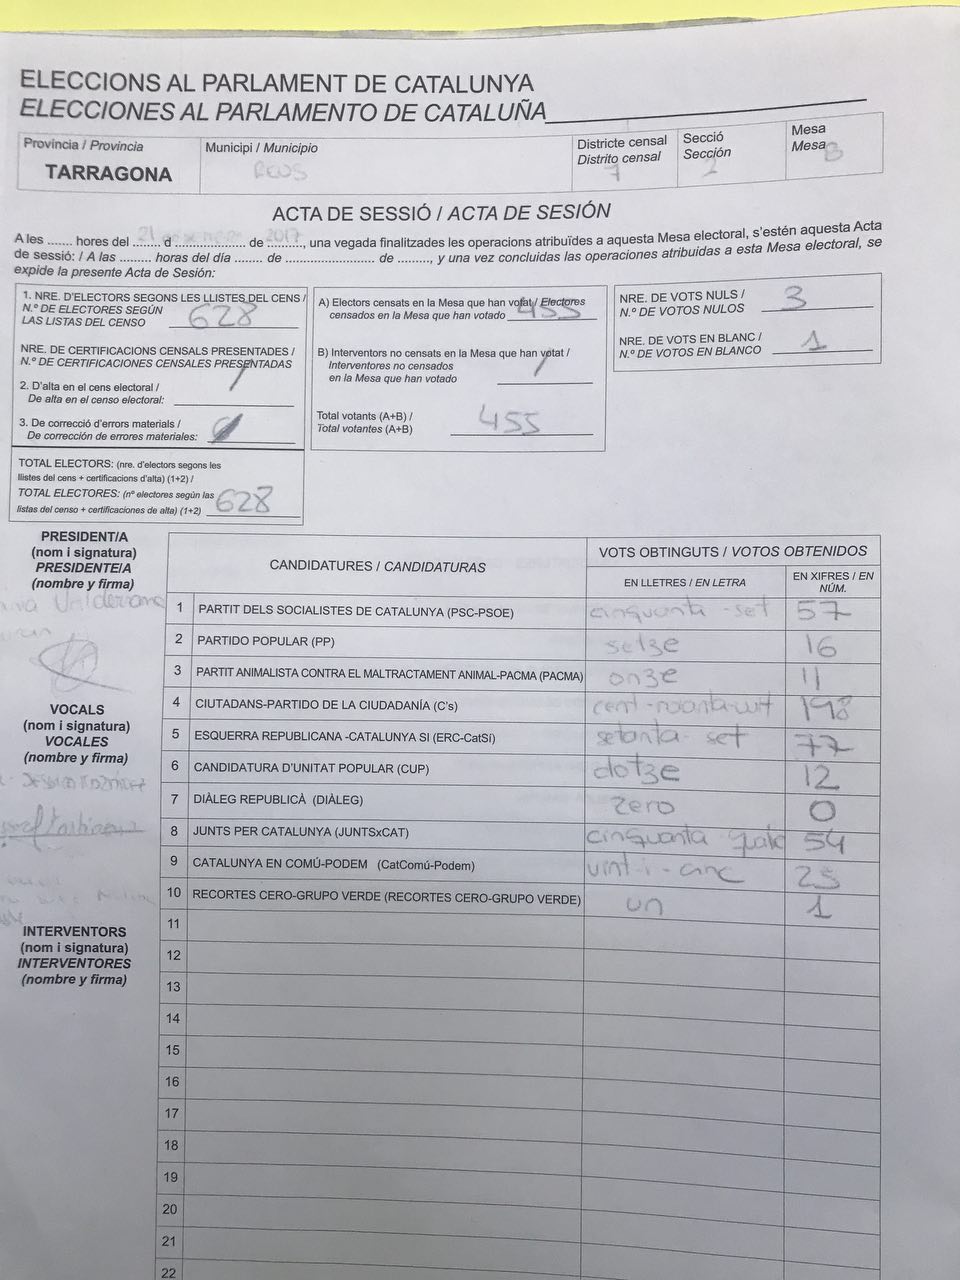 ELECCIONS AL PARLAMENT DE CATALUNYA
ELECCIONES AL PARLAMENTO DE CATALUÑA
Província / Provincia
TARRAGONA
Municipi / Municipio
REUS
Districte censal
Distrito censal
7
Secció
Sección
2
Mesa
Mesa
B
ACTA DE SESSIÓ / ACTA DE SESIÓN
A les ....... hores del ... 21 ... d ................. de ... 2017 ..., una vegada finalitzades les operacions atribuïdes a aquesta Mesa electoral, s'estén aquesta Acta
de sessió: / A las ......... horas del día ....... de ...................... de ........., y una vez concluidas las operaciones atribuidas a esta Mesa electoral, se
expide la presente Acta de Sesión:
1. NRE. D'ELECTORS SEGONS LES LLISTES DEL CENS /
N.º DE ELECTORES SEGÚN
LAS LISTAS DEL CENSO 628
NRE. DE CERTIFICACIONS CENSALS PRESENTADES /
N.º DE CERTIFICACIONES CENSALES PRESENTADAS
2. D'alta en el cens electoral /
De alta en el censo electoral: /
3. De correcció d'errors materials /
De corrección de errores materiales:
TOTAL ELECTORS: (nre. d'electors segons les
llistes del cens + certificacions d'alta) (1+2) /
TOTAL ELECTORES: (nº electores según las
listas del censo + certificaciones de alta) (1+2) 628
A) Electors censats en la Mesa que han votat / Electores
censados en la Mesa que han votado 455
B) Interventors no censats en la Mesa que han votat /
Interventores no censados
en la Mesa que han votado /
Total votants (A+B) /
Total votantes (A+B) 455
NRE. DE VOTS NULS /
N.º DE VOTOS NULOS 3
NRE. DE VOTS EN BLANC /
N.º DE VOTOS EN BLANCO 1
PRESIDENT/A
(nom i signatura)
PRESIDENTE/A
(nombre y firma)
VOCALS
(nom i signatura)
VOCALES
(nombre y firma)
INTERVENTORS
(nom i signatura)
INTERVENTORES
(nombre y firma)
CANDIDATURES / CANDIDATURAS
VOTS OBTINGUTS / VOTOS OBTENIDOS
EN LLETRES / EN LETRA
EN XIFRES / EN NÚM.
1 PARTIT DELS SOCIALISTES DE CATALUNYA (PSC-PSOE) cinquanta-set 57
2 PARTIDO POPULAR (PP) setze 16
3 PARTIT ANIMALISTA CONTRA EL MALTRACTAMENT ANIMAL-PACMA (PACMA) onze 11
4 CIUTADANS-PARTIDO DE LA CIUDADANÍA (C's) cent-noanta-vuit 198
5 ESQUERRA REPUBLICANA -CATALUNYA SI (ERC-CatSí) setanta-set 77
6 CANDIDATURA D'UNITAT POPULAR (CUP) dotze 12
7 DIÀLEG REPUBLICÀ (DIÀLEG) zero 0
8 JUNTS PER CATALUNYA (JUNTSxCAT) cinquanta 54
9 CATALUNYA EN COMÚ-PODEM (CatComú-Podem) vint-i-cinc 25
10 RECORTES CERO-GRUPO VERDE (RECORTES CERO-GRUPO VERDE) un 1
11
12
13
14
15
16
17
18
19
20
21
22